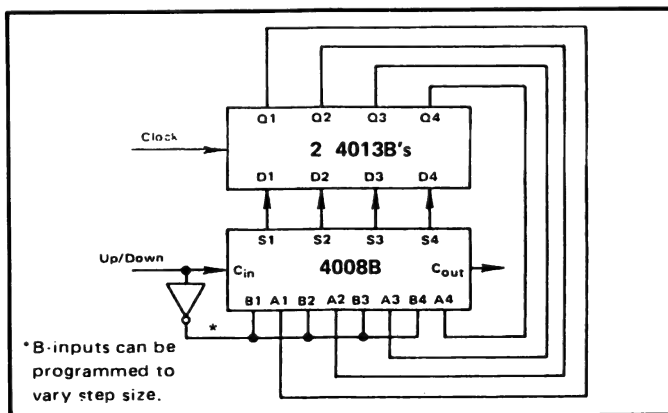 Q1 Q2 Q3 Q4
Clock
2 4013B's
D1 D2 D3 D4
S1 S2 S3 S4
Up/Down
Cin 4008B Cout
B1 A1 B2 A2 B3 A3 B4 A4
*
*B-inputs can be
programmed to
vary step size.